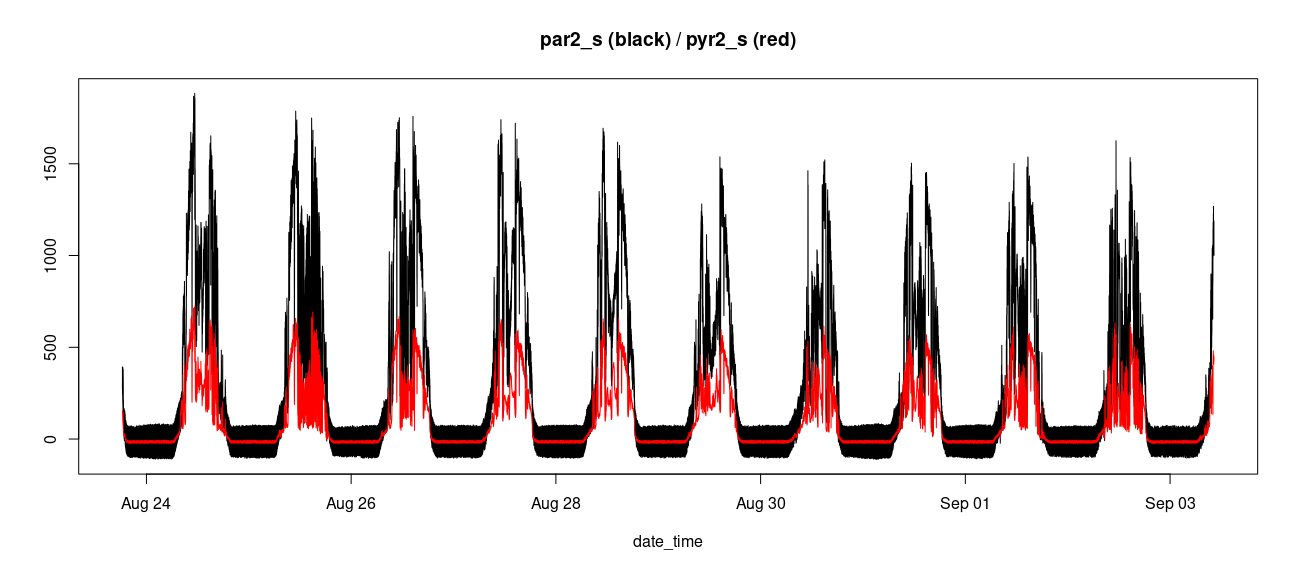 par2_s (black) / pyr2_s (red)
1500
1000
500
0
Aug 24 Aug 26 Aug 28 Aug 30 Sep 01 Sep 03
date_time